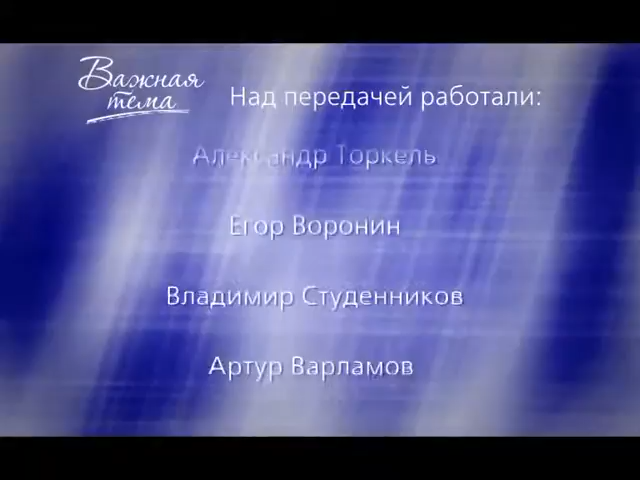 Важная
тема
Над передачей работали:
Александр Торкель
Егор Воронин
Владимир Студенников
Артур Варламов